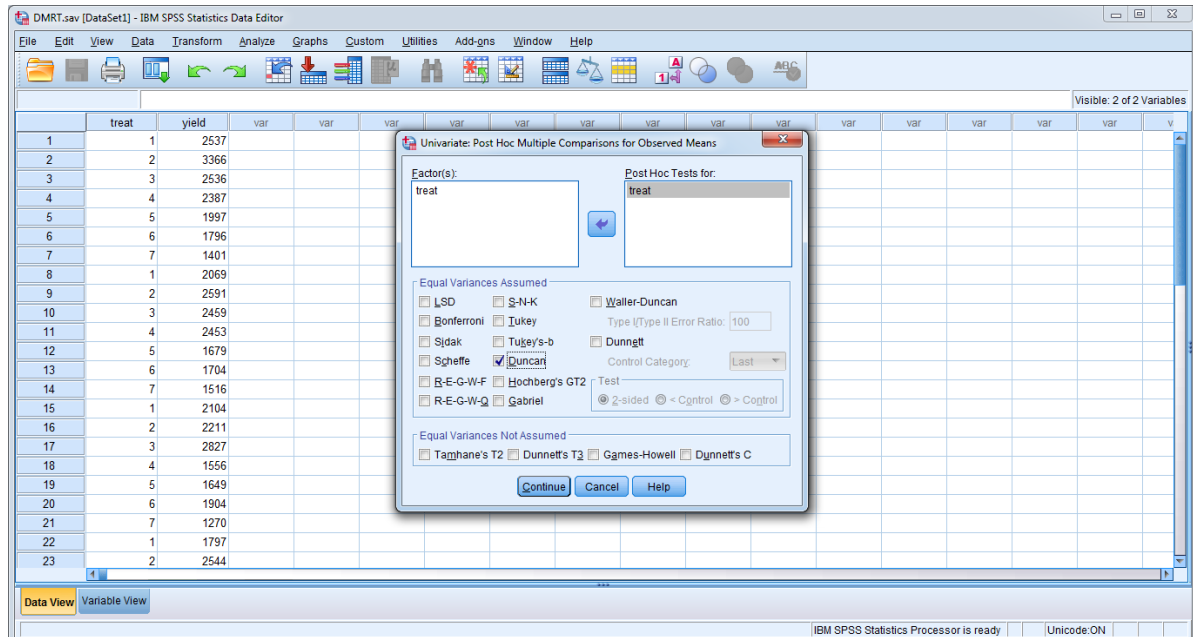 DMRT.sav [DataSet1] - IBM SPSS Statistics Data Editor
File Edit View Data Transform Analyze Graphs Custom Utilities Add-ons Window Help
Visible: 2 of 2 Variables
treat yield var var var var var var var var var var var var var var
1 1 2537
2 2 3366
3 3 2536
4 4 2387
5 5 1997
6 6 1796
7 7 1401
8 1 2069
9 2 2591
10 3 2459
11 4 2453
12 5 1679
13 6 1704
14 7 1516
15 1 2104
16 2 2211
17 3 2827
18 4 1556
19 5 1649
20 6 1904
21 7 1270
22 1 1797
23 2 2544
Univariate: Post Hoc Multiple Comparisons for Observed Means
Factor(s): Post Hoc Tests for:
treat treat
Equal Variances Assumed
LSD S-N-K Waller-Duncan
Bonferroni Tukey Type I/Type II Error Ratio: 100
Sidak Tukey's-b Dunnett
Scheffe Duncan Control Category: Last
R-E-G-W-F Hochberg's GT2 Test
R-E-G-W-Q Gabriel 2-sided < Control > Control
Equal Variances Not Assumed
Tamhane's T2 Dunnett's T3 Games-Howell Dunnett's C
Continue Cancel Help
Data View Variable View
IBM SPSS Statistics Processor is ready Unicode:ON